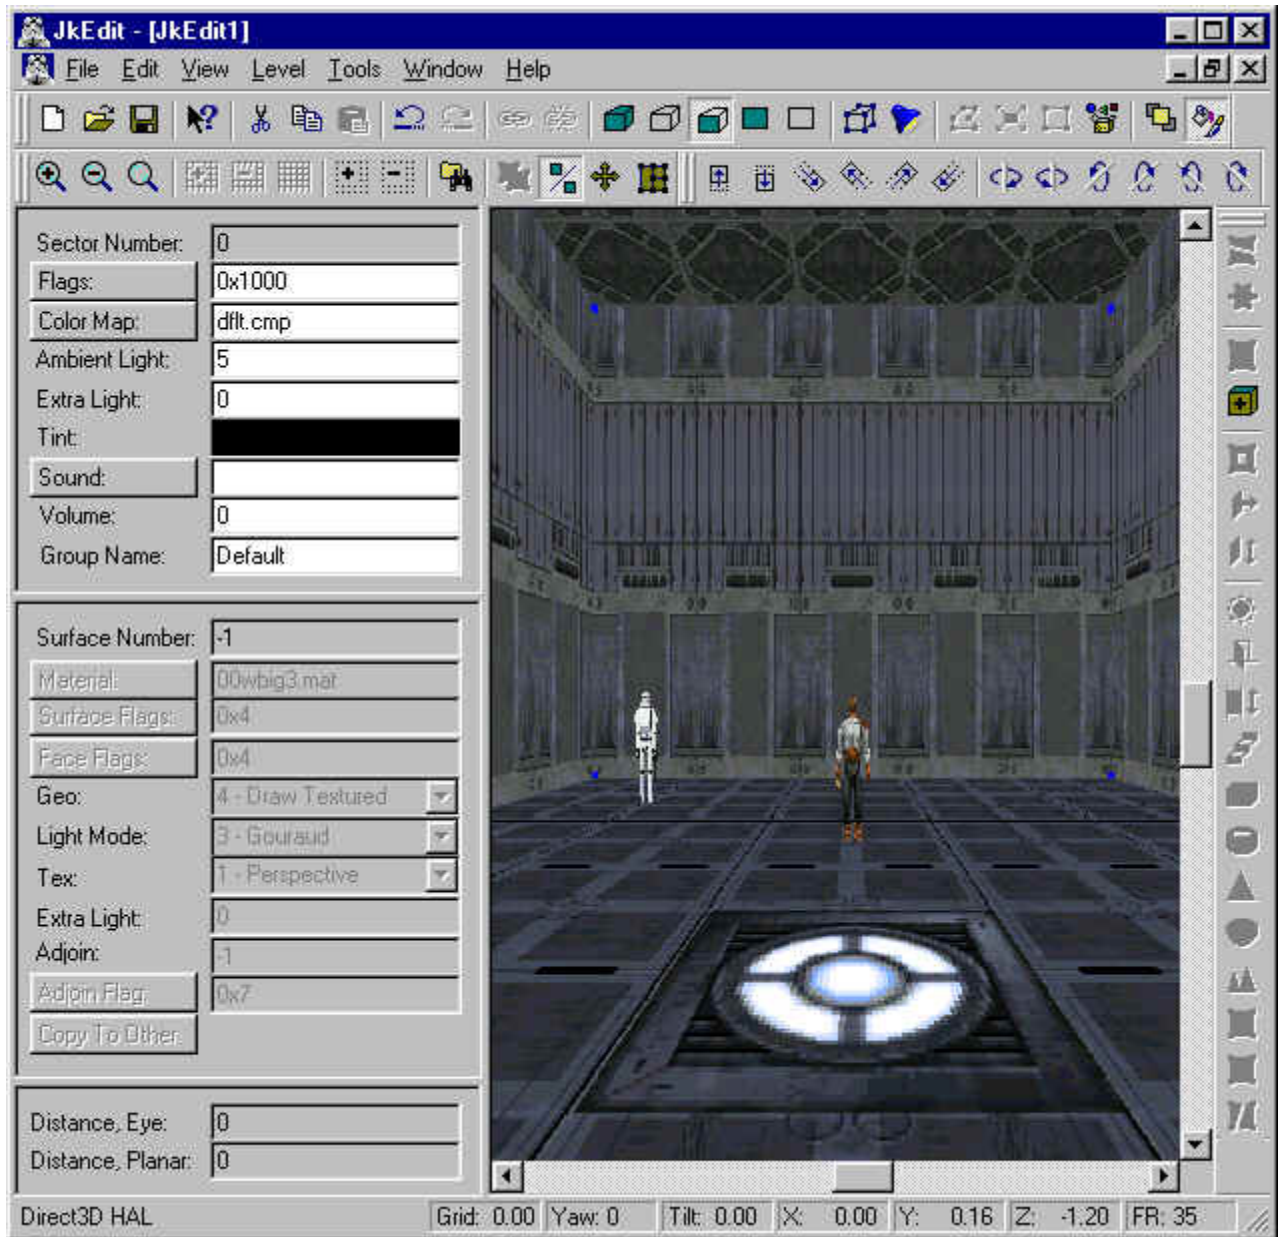 JkEdit - [JkEdit1]
File Edit View Level Tools Window Help
Sector Number: 0
Flags: 0x1000
Color Map: dflt.cmp
Ambient Light: 5
Extra Light: 0
Tint:
Sound:
Volume: 0
Group Name: Default
Surface Number: -1
Material: 00wbig3.mat
Surface Flags: 0x4
Face Flags: 0x4
Geo: 4 - Draw Textured
Light Mode: 3 - Gouraud
Tex: 1 - Perspective
Extra Light: 0
Adjoin: -1
Adjoin Flag: 0x7
Copy To Other:
Distance, Eye: 0
Distance, Planar: 0
Direct3D HAL Grid: 0.00 Yaw: 0 Tilt: 0.00 X: 0.00 Y: 0.16 Z: -1.20 FR: 35